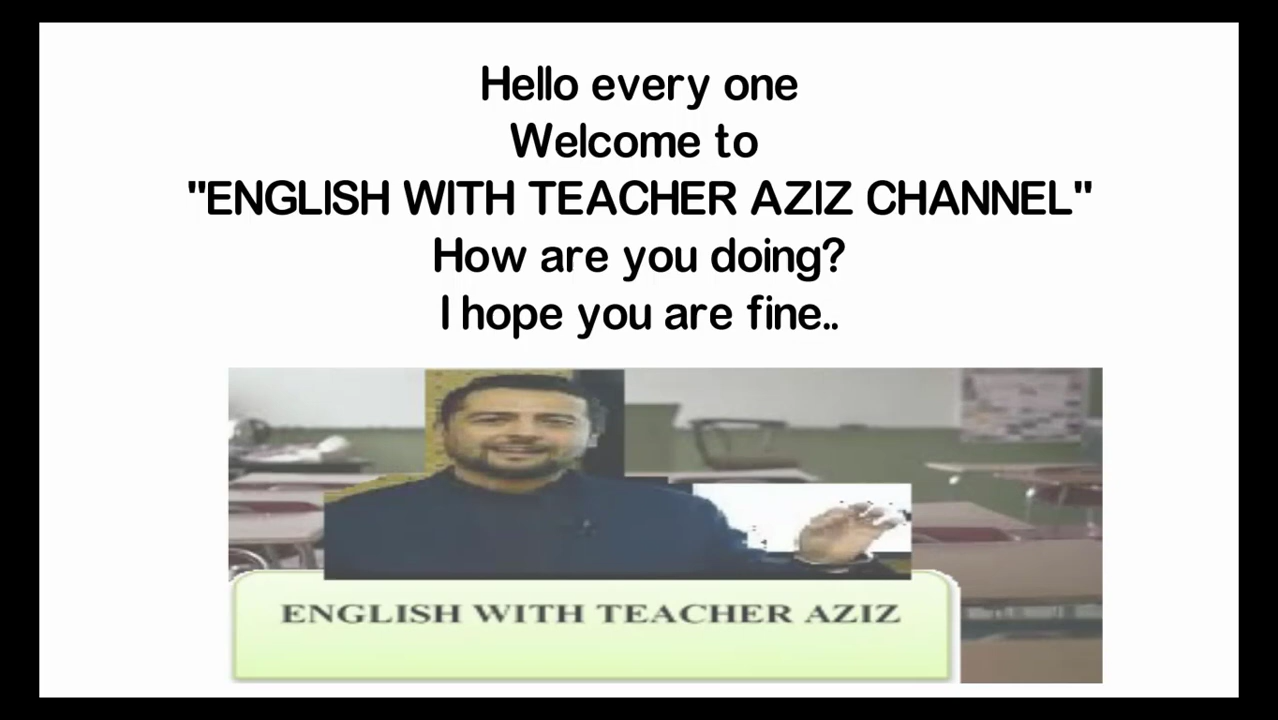 Hello every one
Welcome to
"ENGLISH WITH TEACHER AZIZ CHANNEL"
How are you doing?
I hope you are fine..
ENGLISH WITH TEACHER AZIZ